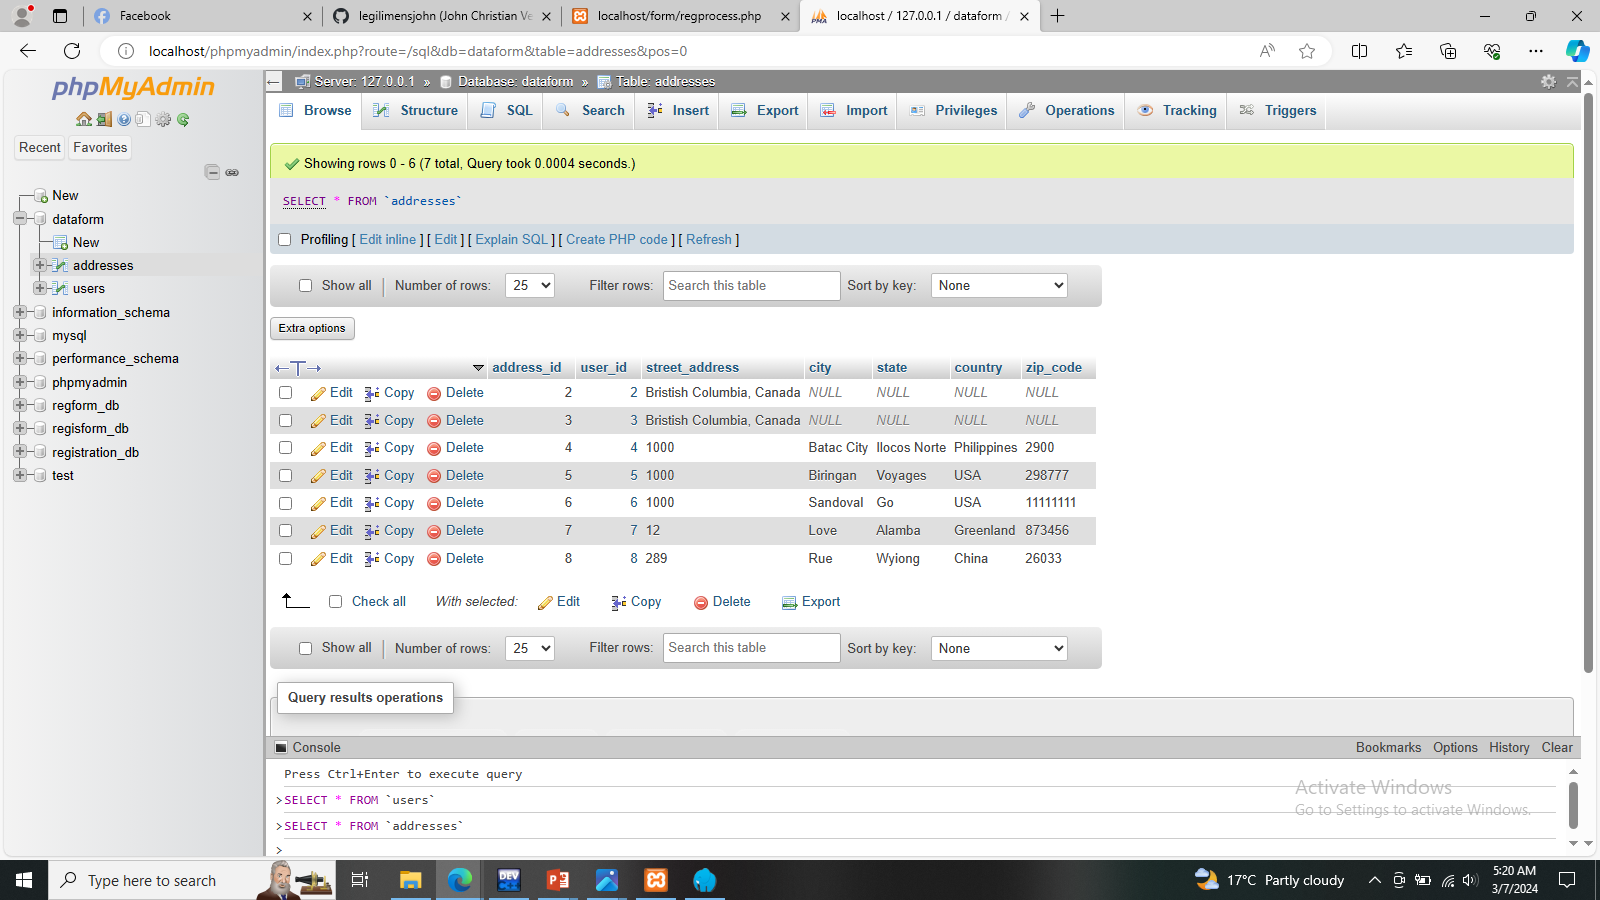 Facebook
legilimensjohn (John Christian Ve
localhost/form/regprocess.php
localhost / 127.0.0.1 / dataform /
localhost/phpmyadmin/index.php?route=/sql&db=dataform&table=addresses&pos=0
phpMyAdmin
Recent
Favorites
New
dataform
New
addresses
users
information_schema
mysql
performance_schema
phpmyadmin
regform_db
regisform_db
registration_db
test
Server: 127.0.0.1 » Database: dataform » Table: addresses
Browse Structure SQL Search Insert Export Import Privileges Operations Tracking Triggers
Showing rows 0 - 6 (7 total, Query took 0.0004 seconds.)
SELECT * FROM `addresses`
Profiling [ Edit inline ] [ Edit ] [ Explain SQL ] [ Create PHP code ] [ Refresh ]
Show all Number of rows: 25 Filter rows: Search this table Sort by key: None
Extra options
address_id user_id street_address city state country zip_code
Edit Copy Delete 2 2 Bristish Columbia, Canada NULL NULL NULL NULL
Edit Copy Delete 3 3 Bristish Columbia, Canada NULL NULL NULL NULL
Edit Copy Delete 4 4 1000 Batac City Ilocos Norte Philippines 2900
Edit Copy Delete 5 5 1000 Biringan Voyages USA 298777
Edit Copy Delete 6 6 1000 Sandoval Go USA 11111111
Edit Copy Delete 7 7 12 Love Alamba Greenland 873456
Edit Copy Delete 8 8 289 Rue Wyiong China 26033
Check all With selected: Edit Copy Delete Export
Show all Number of rows: 25 Filter rows: Search this table Sort by key: None
Query results operations
Console Bookmarks Options History Clear
Press Ctrl+Enter to execute query
>SELECT * FROM `users`
>SELECT * FROM `addresses`
>
Activate Windows
Go to Settings to activate Windows.
Type here to search
DEV
17°C Partly cloudy
5:20 AM
3/7/2024